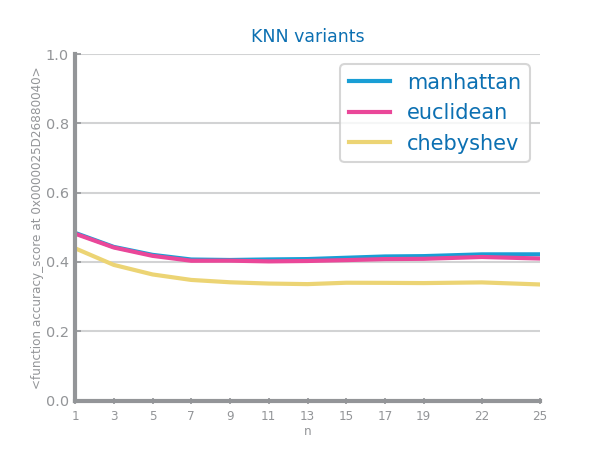 KNN variants
manhattan
euclidean
chebyshev
<function accuracy_score at 0x0000025D26880040>
1.0
0.8
0.6
0.4
0.2
0.0
1 3 5 7 9 11 13 15 17 19 22 25
n